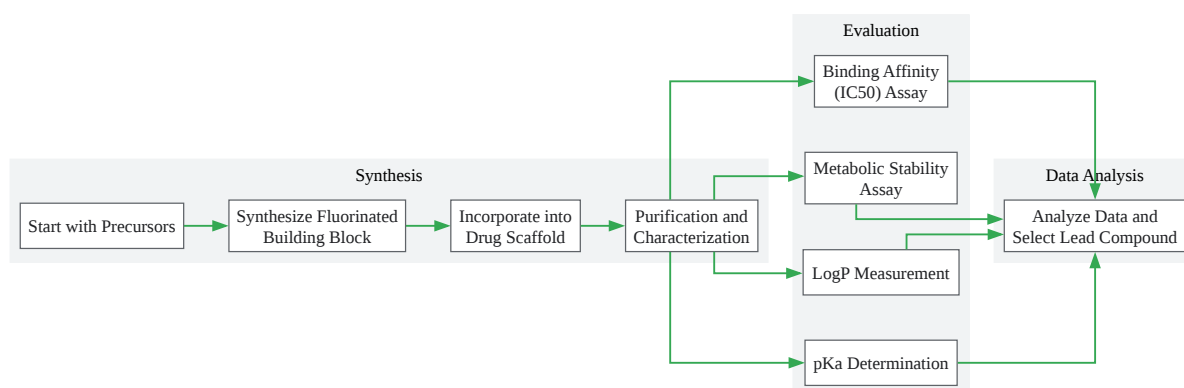 Synthesis
Start with Precursors
Synthesize Fluorinated
Building Block
Incorporate into
Drug Scaffold
Purification and
Characterization
Evaluation
Binding Affinity
(IC50) Assay
Metabolic Stability
Assay
LogP Measurement
pKa Determination
Data Analysis
Analyze Data and
Select Lead Compound